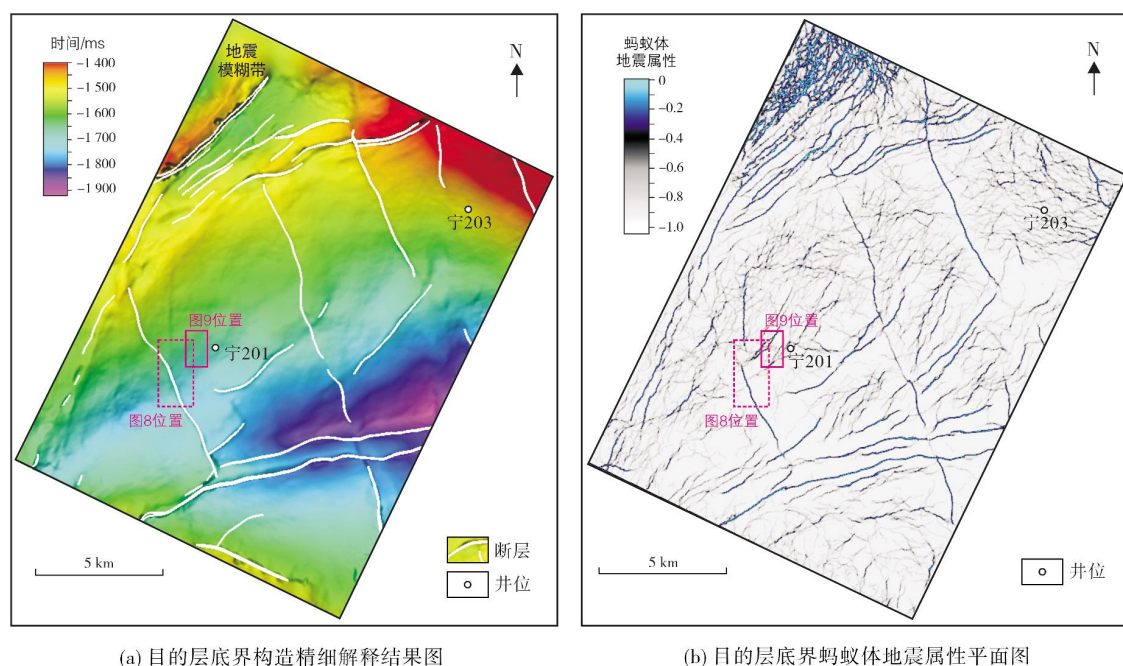 时间/ms
-1 400
-1 500
-1 600
-1 700
-1 800
-1 900
地震
模糊带
N
宁203
图9位置
宁201
图8位置
5 km
断层
井位
(a) 目的层底界构造精细解释结果图
蚂蚁体
地震属性
0
-0.2
-0.4
-0.6
-0.8
-1.0
N
宁203
图9位置
宁201
图8位置
5 km
井位
(b) 目的层底界蚂蚁体地震属性平面图